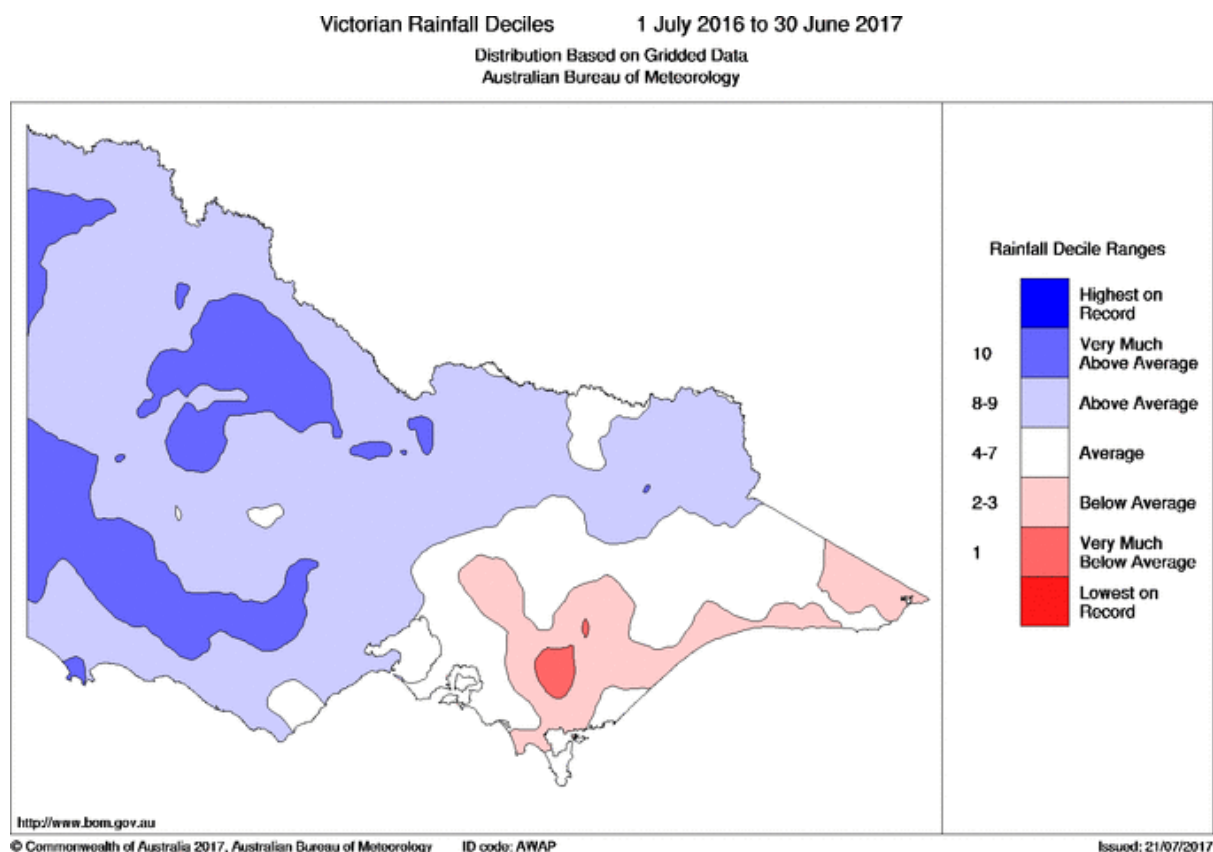 Victorian Rainfall Deciles 1 July 2016 to 30 June 2017
Distribution Based on Gridded Data
Australian Bureau of Meteorology
Rainfall Decile Ranges
Highest on
Record
10 Very Much
Above Average
8-9 Above Average
4-7 Average
2-3 Below Average
1 Very Much
Below Average
Lowest on
Record
http://www.bom.gov.au
© Commonwealth of Australia 2017, Australian Bureau of Meteorology ID code: AWAP Issued: 21/07/2017